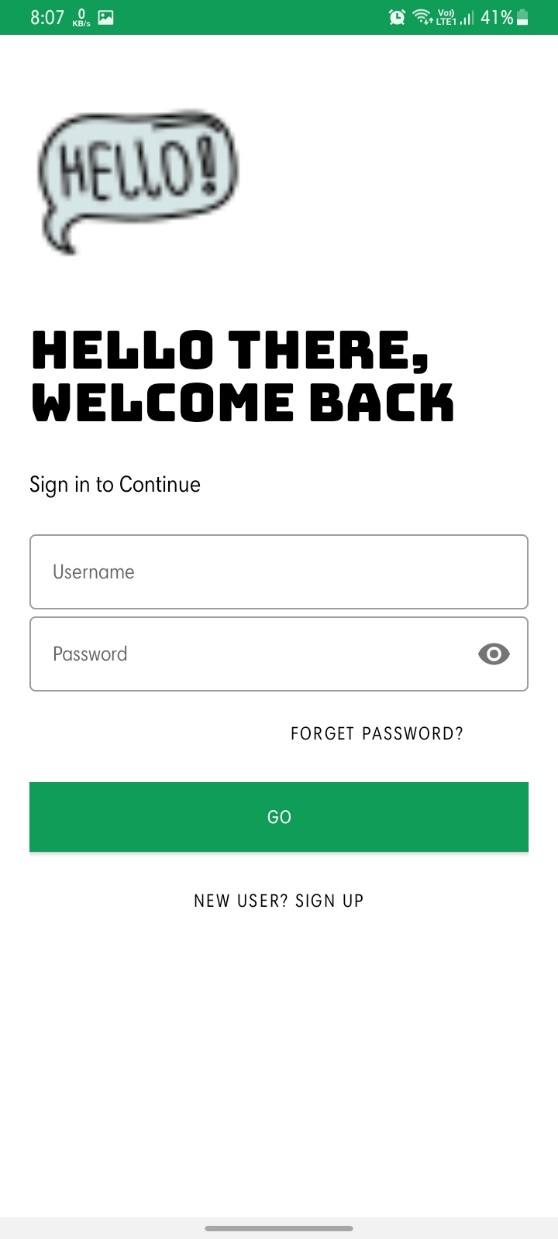 8:07 0 KB/s Vo) LTE1 41%
HELLO!
HELLO THERE,
WELCOME BACK
Sign in to Continue
Username
Password
FORGET PASSWORD?
GO
NEW USER? SIGN UP